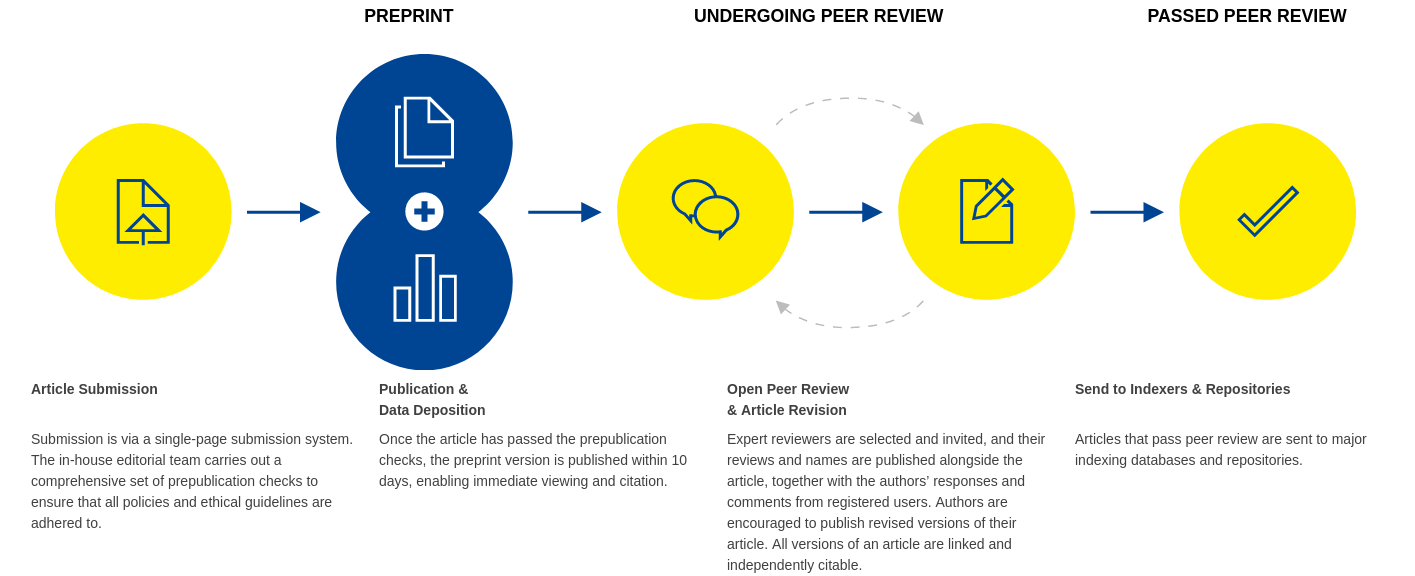 PREPRINT
UNDERGOING PEER REVIEW
PASSED PEER REVIEW
Article Submission
Submission is via a single-page submission system.
The in-house editorial team carries out a
comprehensive set of prepublication checks to
ensure that all policies and ethical guidelines are
adhered to.
Publication &
Data Deposition
Once the article has passed the prepublication
checks, the preprint version is published within 10
days, enabling immediate viewing and citation.
Open Peer Review
& Article Revision
Expert reviewers are selected and invited, and their
reviews and names are published alongside the
article, together with the authors’ responses and
comments from registered users. Authors are
encouraged to publish revised versions of their
article. All versions of an article are linked and
independently citable.
Send to Indexers & Repositories
Articles that pass peer review are sent to major
indexing databases and repositories.